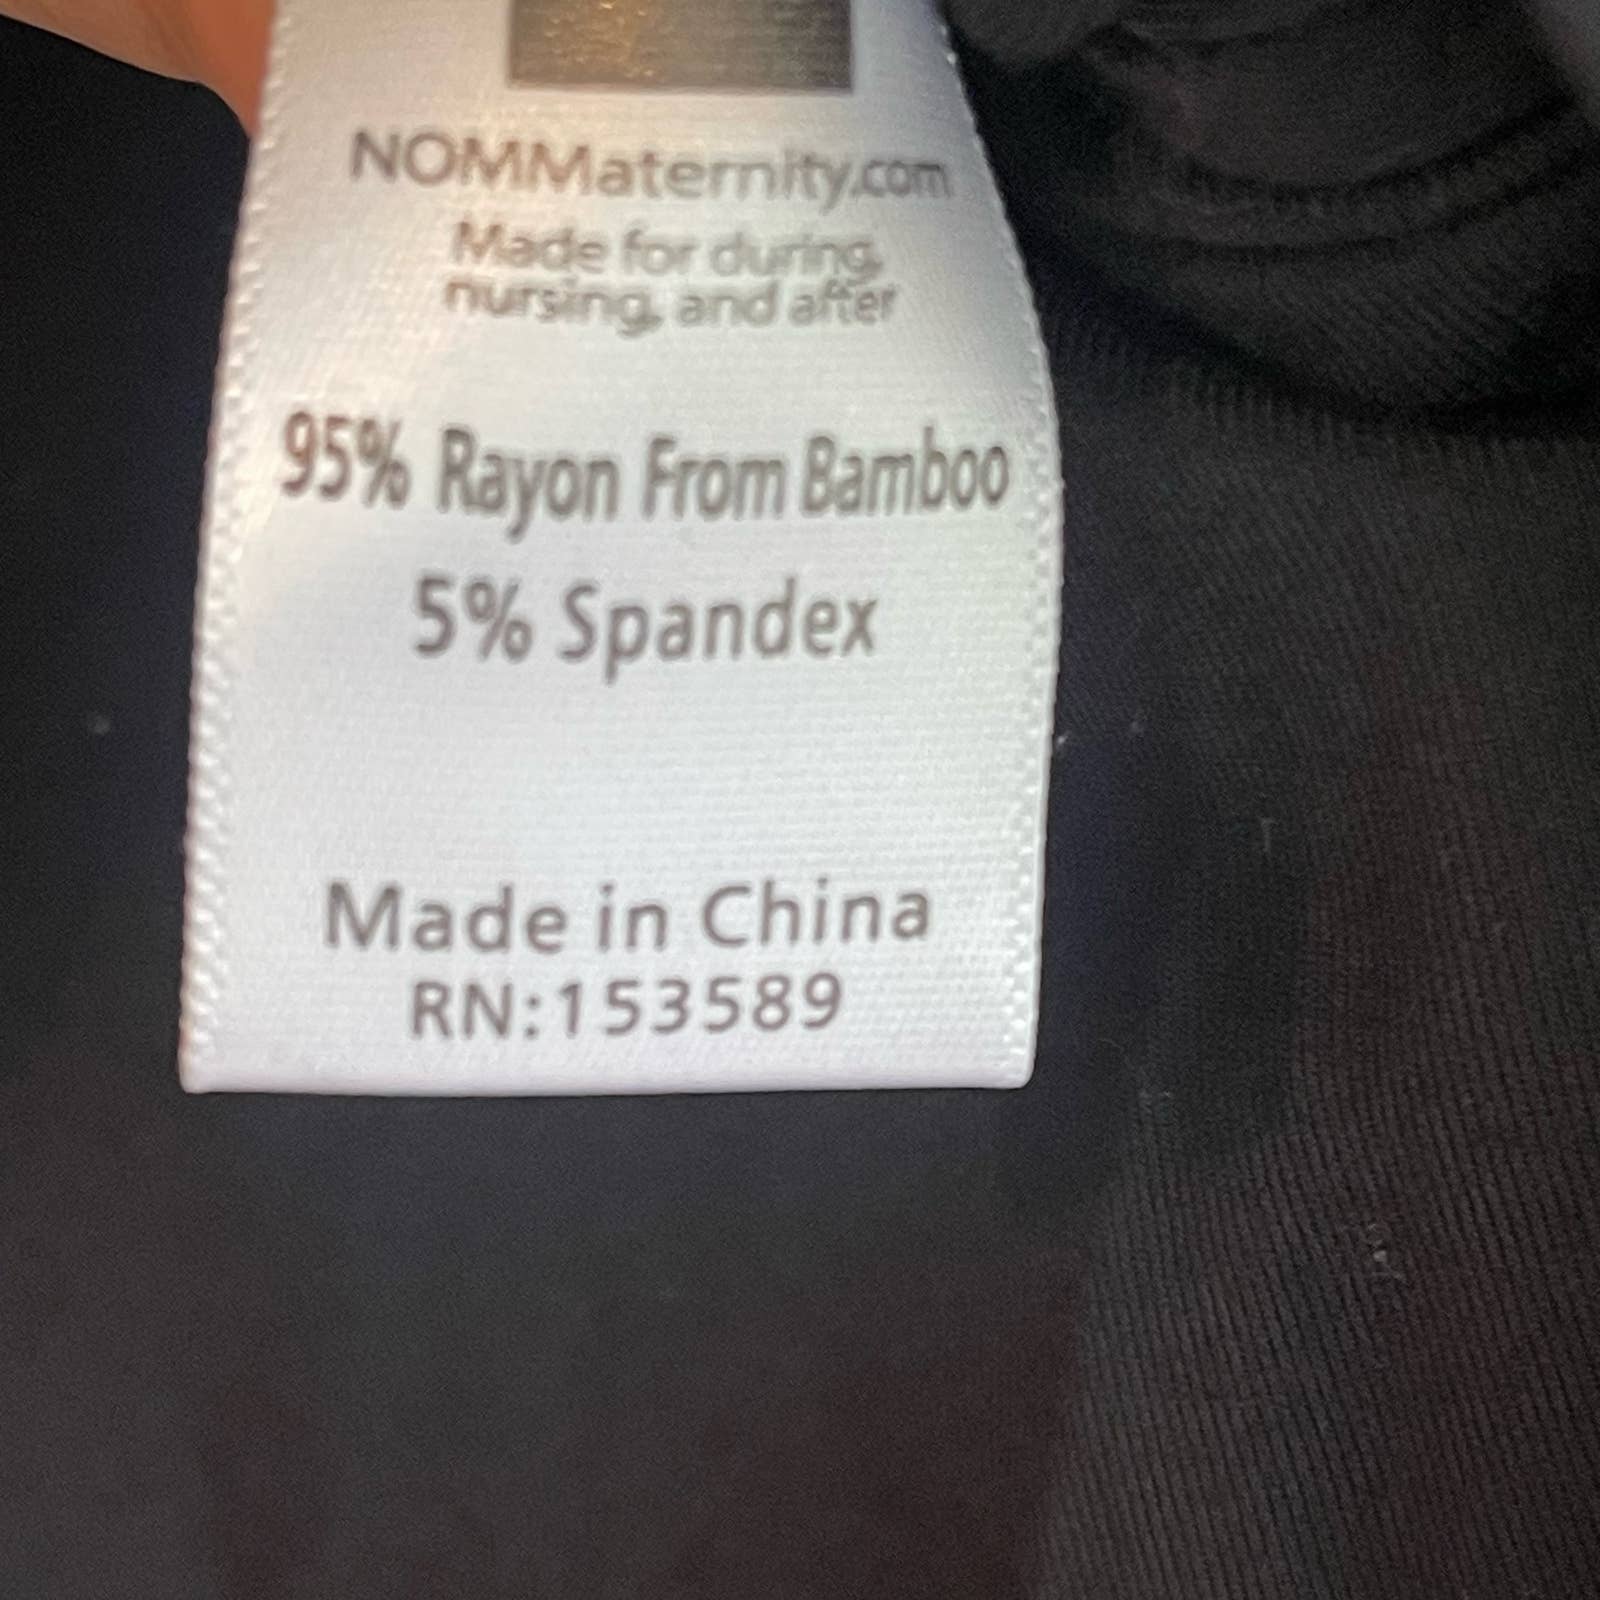 NOMMaternity.com
Made for during,
nursing, and after
95% Rayon From Bamboo
5% Spandex
Made in China
RN:153589